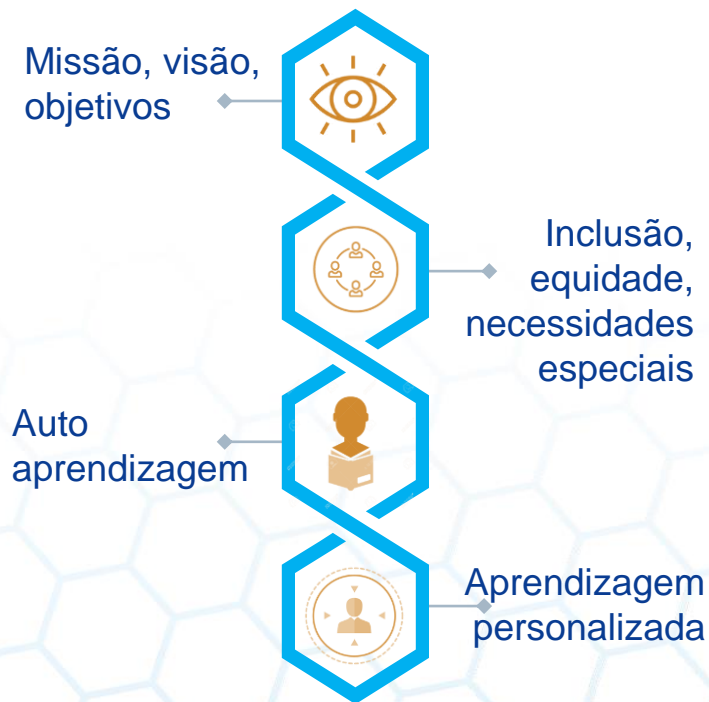 Missão, visão,
objetivos
Inclusão,
equidade,
necessidades
especiais
Auto
aprendizagem
Aprendizagem
personalizada